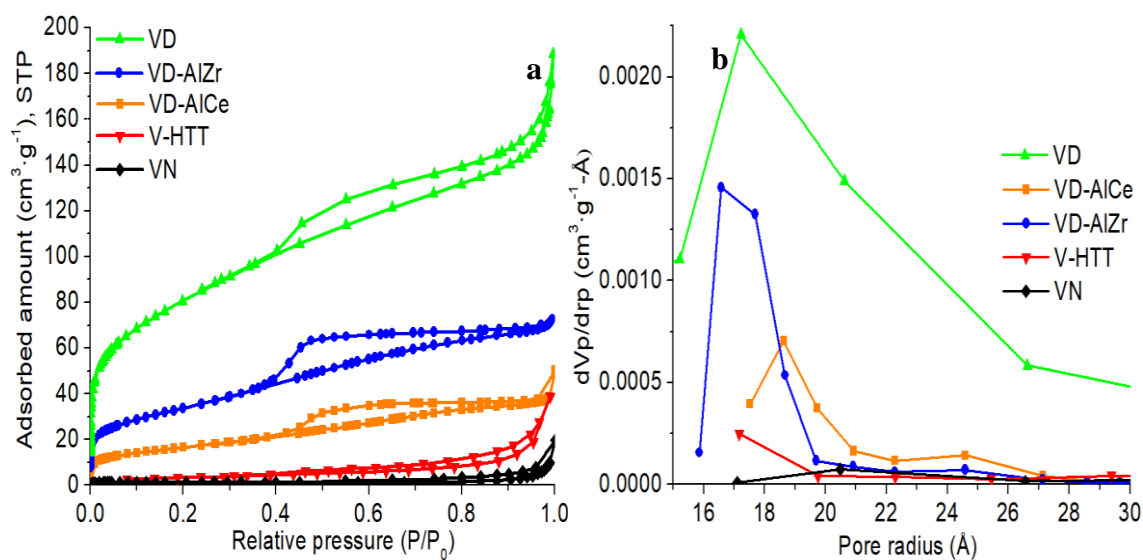 Adsorbed amount (cm³·g⁻¹), STP
200
180
160
140
120
100
80
60
40
20
0
VD
VD-AlZr
VD-AlCe
V-HTT
VN
a
0.0 0.2 0.4 0.6 0.8 1.0
Relative pressure (P/P₀)
dVp/drp (cm³·g⁻¹-Å)
0.0020
0.0015
0.0010
0.0005
0.0000
b
VD
VD-AlCe
VD-AlZr
V-HTT
VN
16 18 20 22 24 26 28 30
Pore radius (Å)